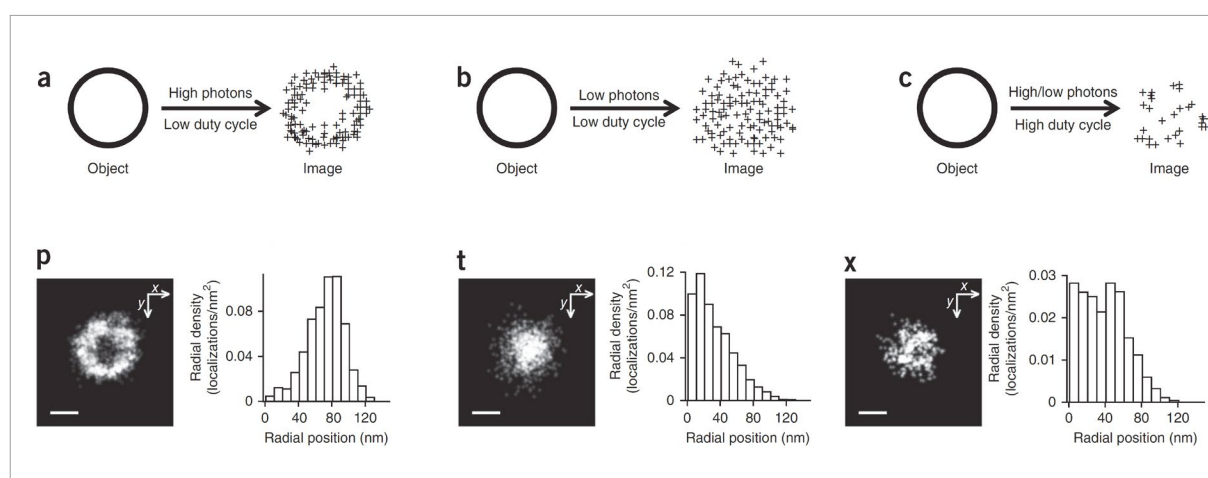 a
High photons
Low duty cycle
Object
Image
b
Low photons
Low duty cycle
Object
Image
c
High/low photons
High duty cycle
Object
Image
p
x
y
Radial density
(localizations/nm2)
0.08
0.04
0
0 40 80 120
Radial position (nm)
t
x
y
Radial density
(localizations/nm2)
0.12
0.08
0.04
0
0 40 80 120
Radial position (nm)
x
x
y
Radial density
(localizations/nm2)
0.03
0.02
0.01
0
0 40 80 120
Radial position (nm)